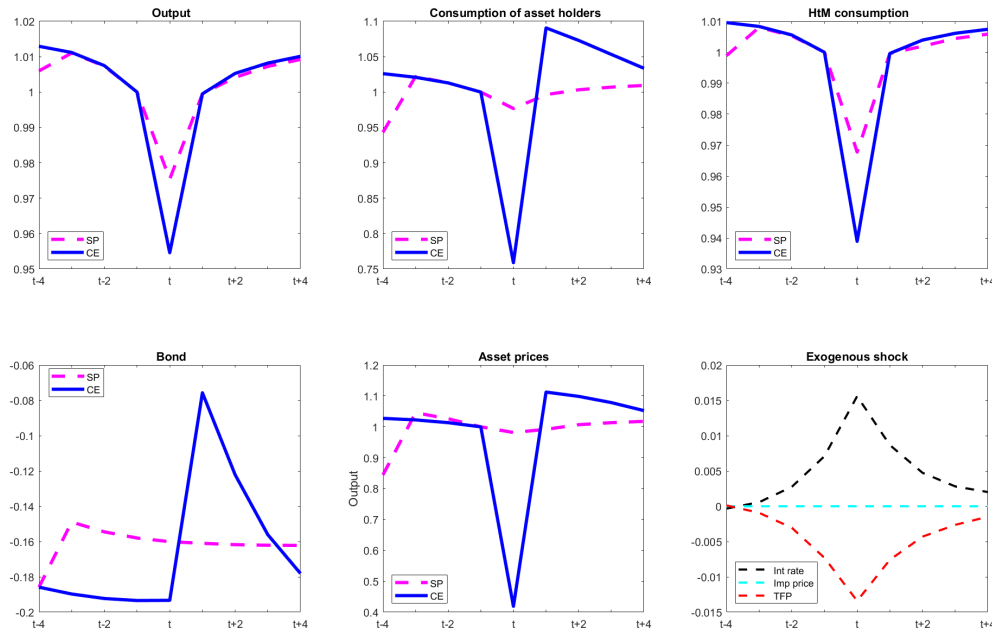 Output
1.02
1.01
1
0.99
0.98
0.97
0.96
0.95
SP
CE
t-4
t-2
t
t+2
t+4
Consumption of asset holders
1.1
1.05
1
0.95
0.9
0.85
0.8
0.75
SP
CE
t-4
t-2
t
t+2
t+4
HtM consumption
1.01
1
0.99
0.98
0.97
0.96
0.95
0.94
0.93
SP
CE
t-4
t-2
t
t+2
t+4
Bond
-0.06
-0.08
-0.1
-0.12
-0.14
-0.16
-0.18
-0.2
SP
CE
t-4
t-2
t
t+2
t+4
Asset prices
Output
1.2
1.1
1
0.9
0.8
0.7
0.6
0.5
0.4
SP
CE
t-4
t-2
t
t+2
t+4
Exogenous shock
0.02
0.015
0.01
0.005
0
-0.005
-0.01
-0.015
Int rate
Imp price
TFP
t-4
t-2
t
t+2
t+4